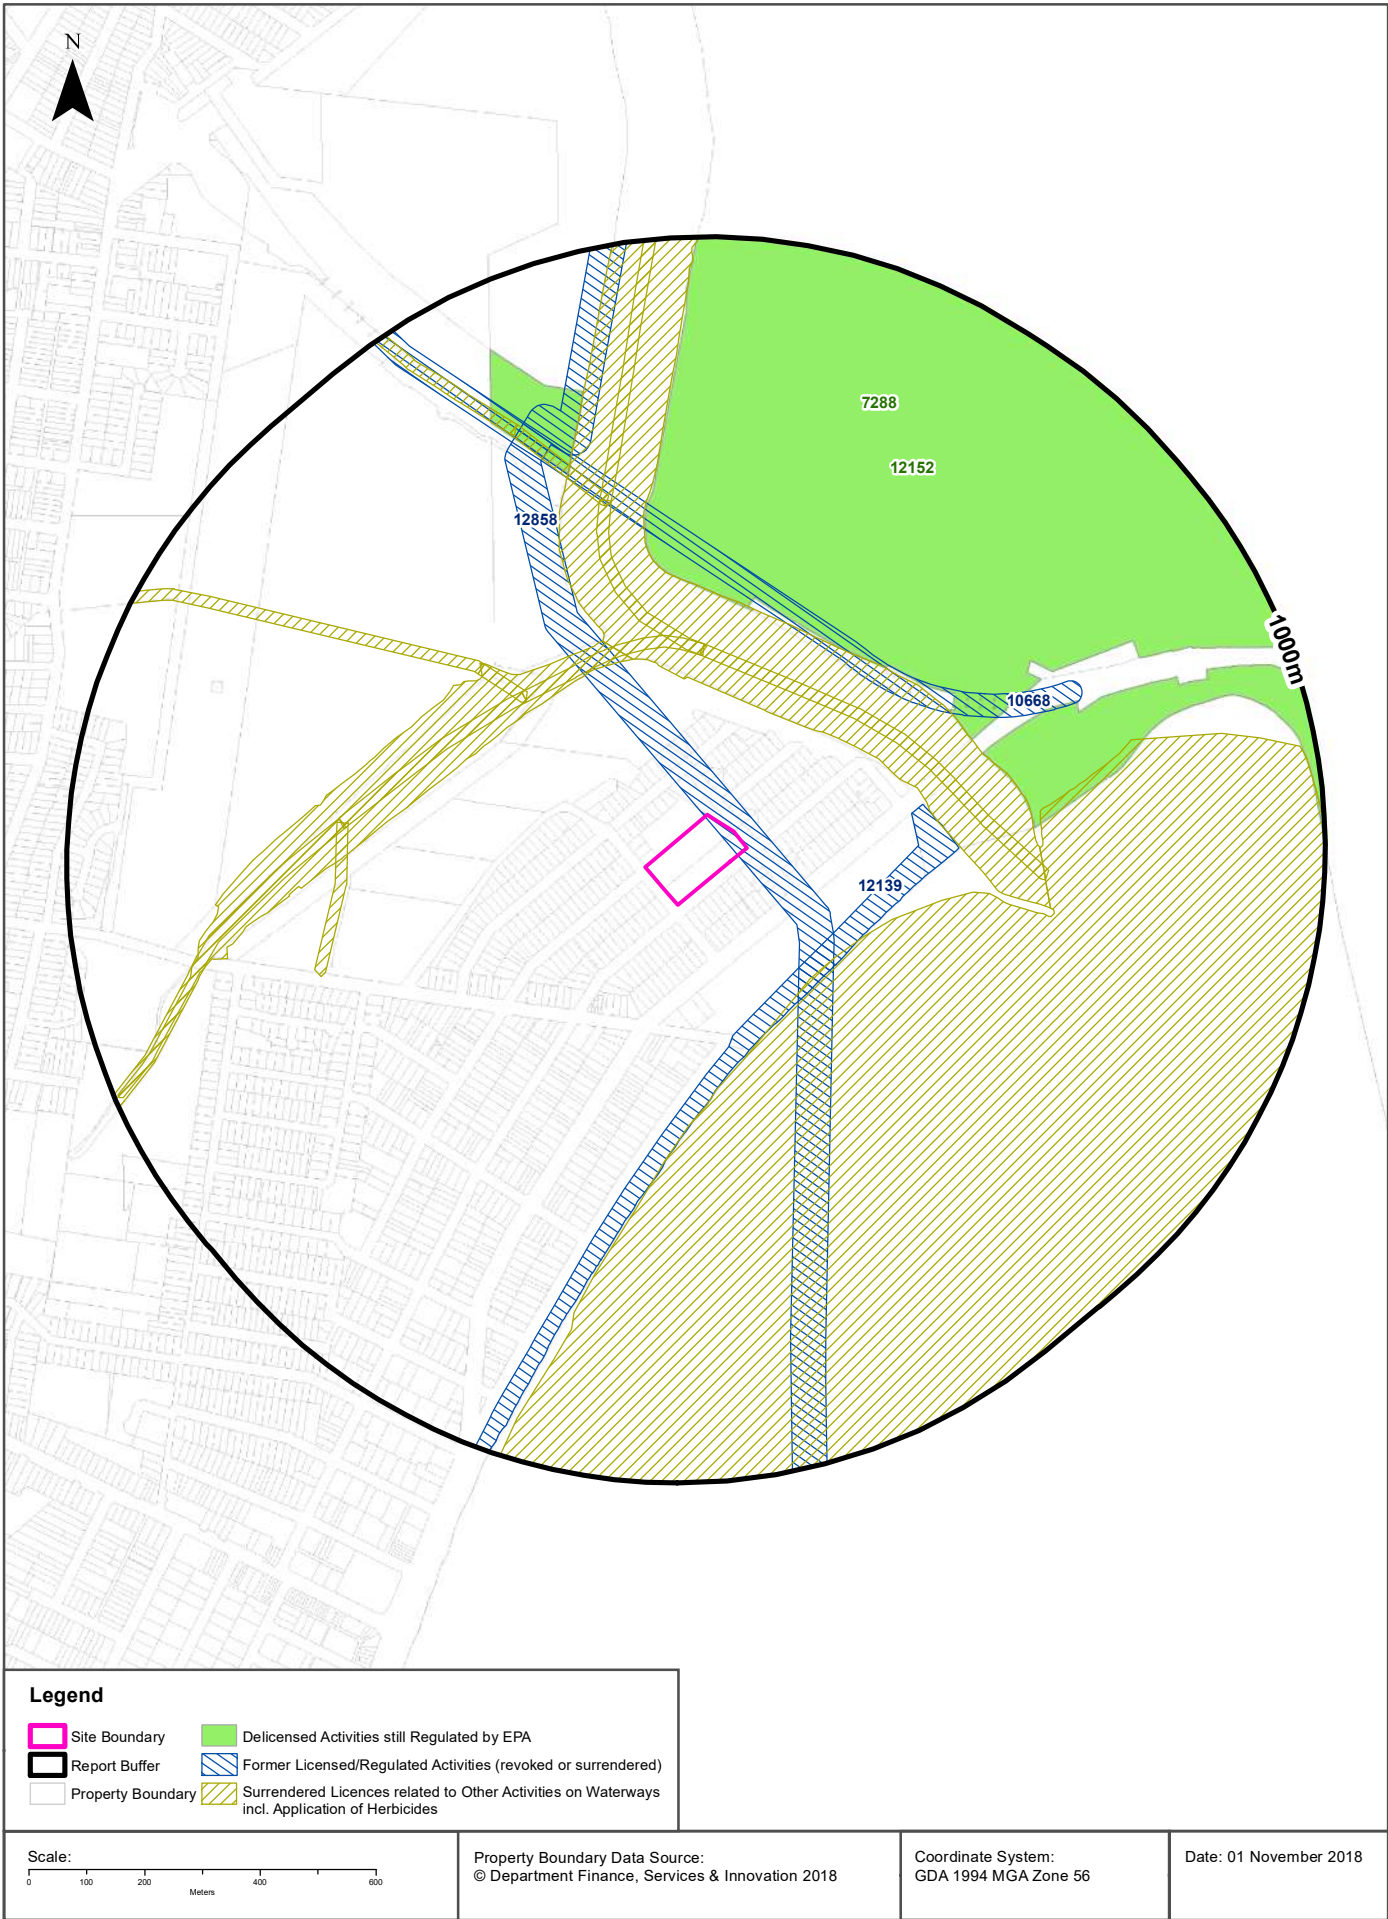 N
7288
12152
12858
1000m
10668
12139
Legend
Site Boundary
Delicensed Activities still Regulated by EPA
Report Buffer
Former Licensed/Regulated Activities (revoked or surrendered)
Property Boundary
Surrendered Licences related to Other Activities on Waterways
incl. Application of Herbicides
Scale:
0 100 200 400 600
Meters
Property Boundary Data Source:
© Department Finance, Services & Innovation 2018
Coordinate System:
GDA 1994 MGA Zone 56
Date: 01 November 2018